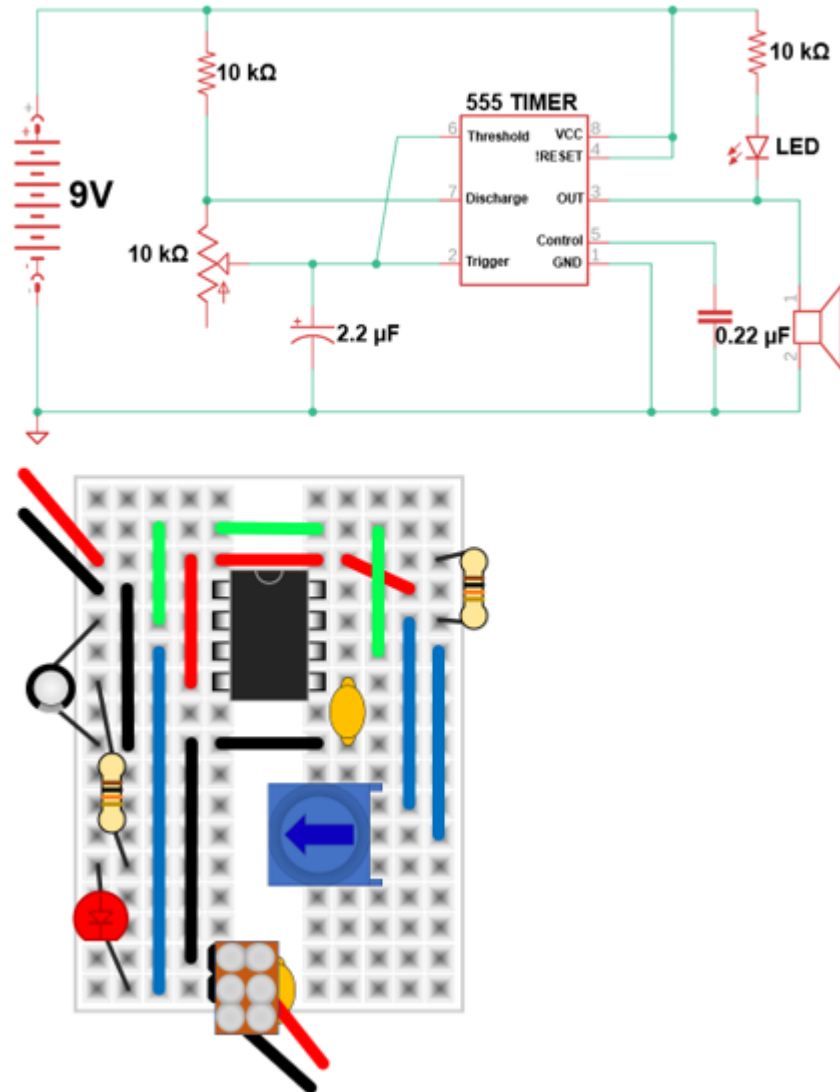 10 kΩ
10 kΩ
555 TIMER
+
+
6
Threshold
VCC
8
!RESET
4
LED
9V
7
Discharge
OUT
3
10 kΩ
Control
5
2
Trigger
GND
1
-
-
+
2.2 µF
0.22 µF
1
2